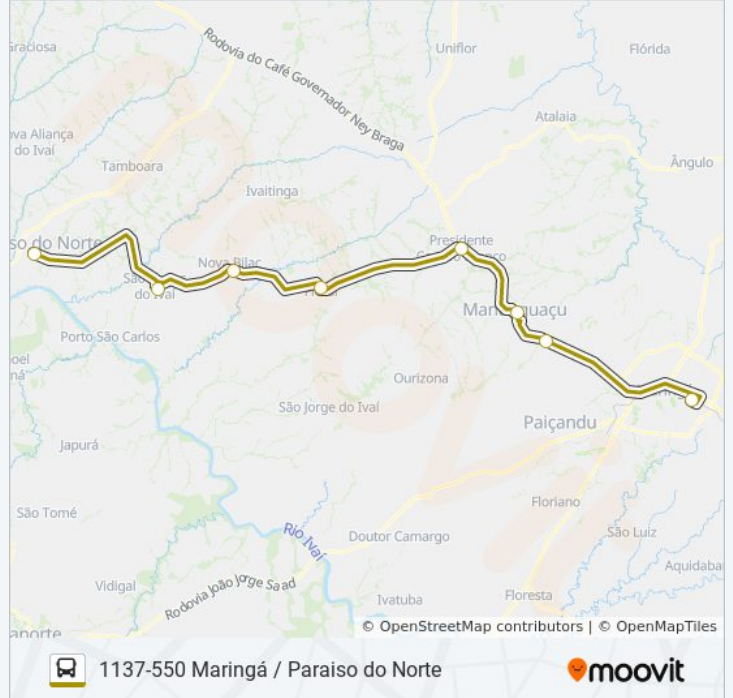 Graciosa
Uniflor
Flórida
Rodovia do Café Governador Ney Braga
Atalaia
Aliança
do Ivaí
Tamboara
Ângulo
Ivaitinga
so do Norte
Presidente
Nova Bilac
do Ivaí
Porto São Carlos
Ourizona
São Jorge do Ivaí
Paiçandu
Japurá
São Tomé
Floriano
Rio Ivaí
São Luiz
Doutor Camargo
Vidigal
Rodovia João Jorge Saad
Ivatuba
Floresta
Aquidaba
© OpenStreetMap contributors | © OpenMapTiles
1137-550 Maringá / Paraiso do Norte
moovit